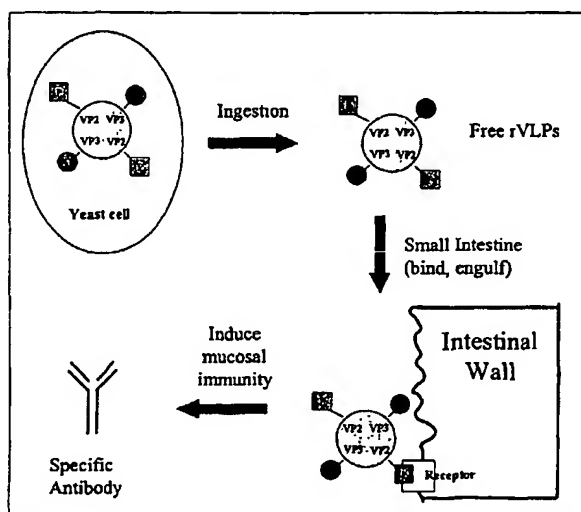 VP2 VP3
VP3 VP2
Yeast cell
Ingestion
VP2 VP3
VP3 VP2
Free rVLPs
Small Intestine
(bind, engulf)
Intestinal
Wall
VP2 VP3
VP3 VP2
Receptor
Induce
mucosal
immunity
Specific
Antibody